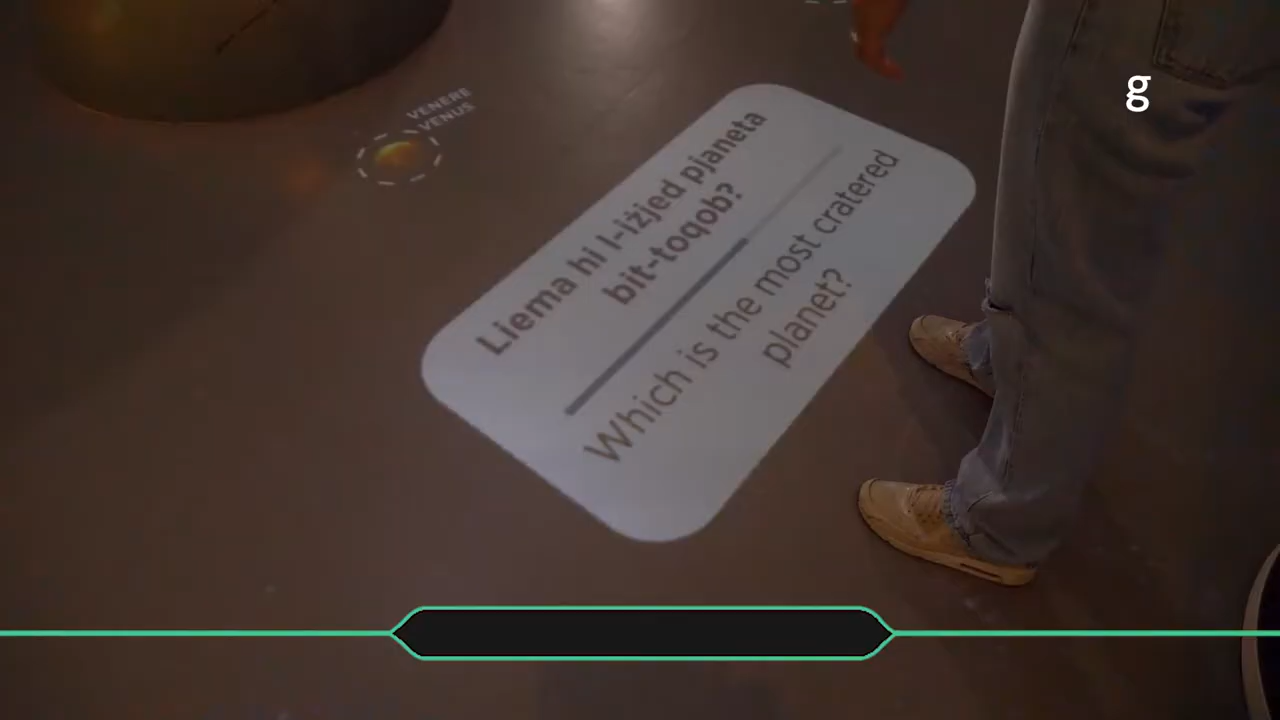 g
VENERE
VENUS
Liema hi l-iżjed pjaneta
bit-toqob?
Which is the most cratered
planet?